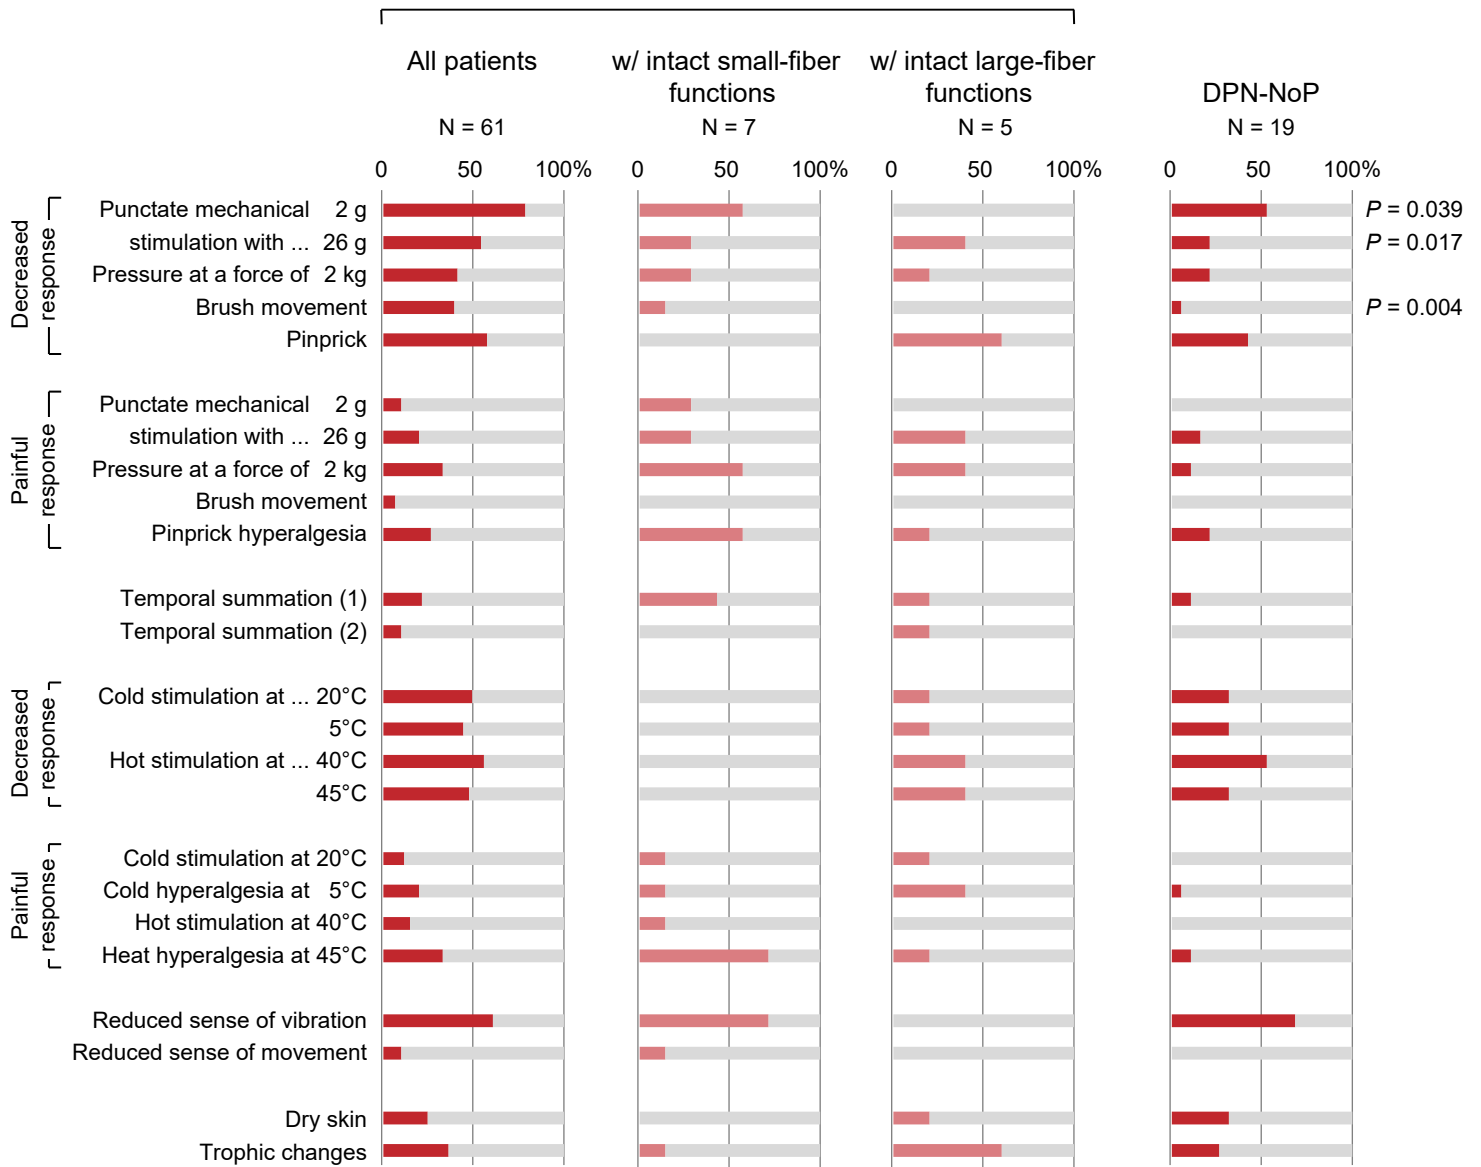 All patients
w/ intact small-fiber
functions
w/ intact large-fiber
functions
DPN-NoP
N = 61
N = 7
N = 5
N = 19
0 50 100%
0 50 100%
0 50 100%
0 50 100%
Decreased
response
Punctate mechanical 2 g
P = 0.039
stimulation with ... 26 g
P = 0.017
Pressure at a force of 2 kg
Brush movement
P = 0.004
Pinprick
Painful
response
Punctate mechanical 2 g
stimulation with ... 26 g
Pressure at a force of 2 kg
Brush movement
Pinprick hyperalgesia
Temporal summation (1)
Temporal summation (2)
Decreased
response
Cold stimulation at ... 20°C
5°C
Hot stimulation at ... 40°C
45°C
Painful
response
Cold stimulation at 20°C
Cold hyperalgesia at 5°C
Hot stimulation at 40°C
Heat hyperalgesia at 45°C
Reduced sense of vibration
Reduced sense of movement
Dry skin
Trophic changes